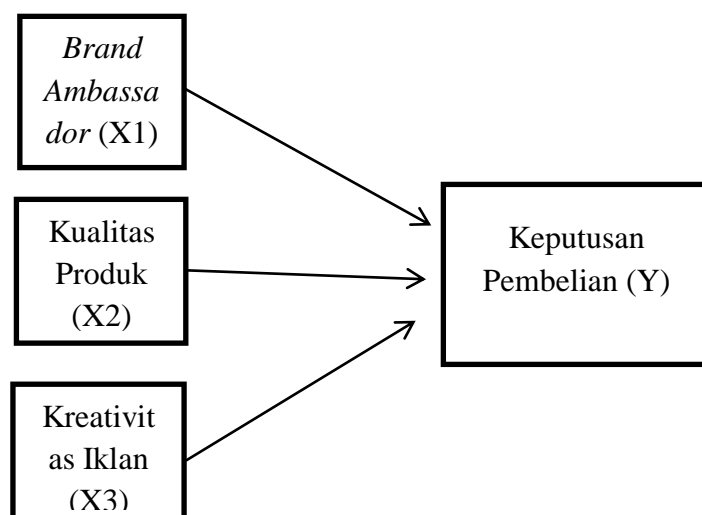 Brand
Ambassa
dor (X1)
Kualitas
Produk
(X2)
Keputusan
Pembelian (Y)
Kreativit
as Iklan
(X3)